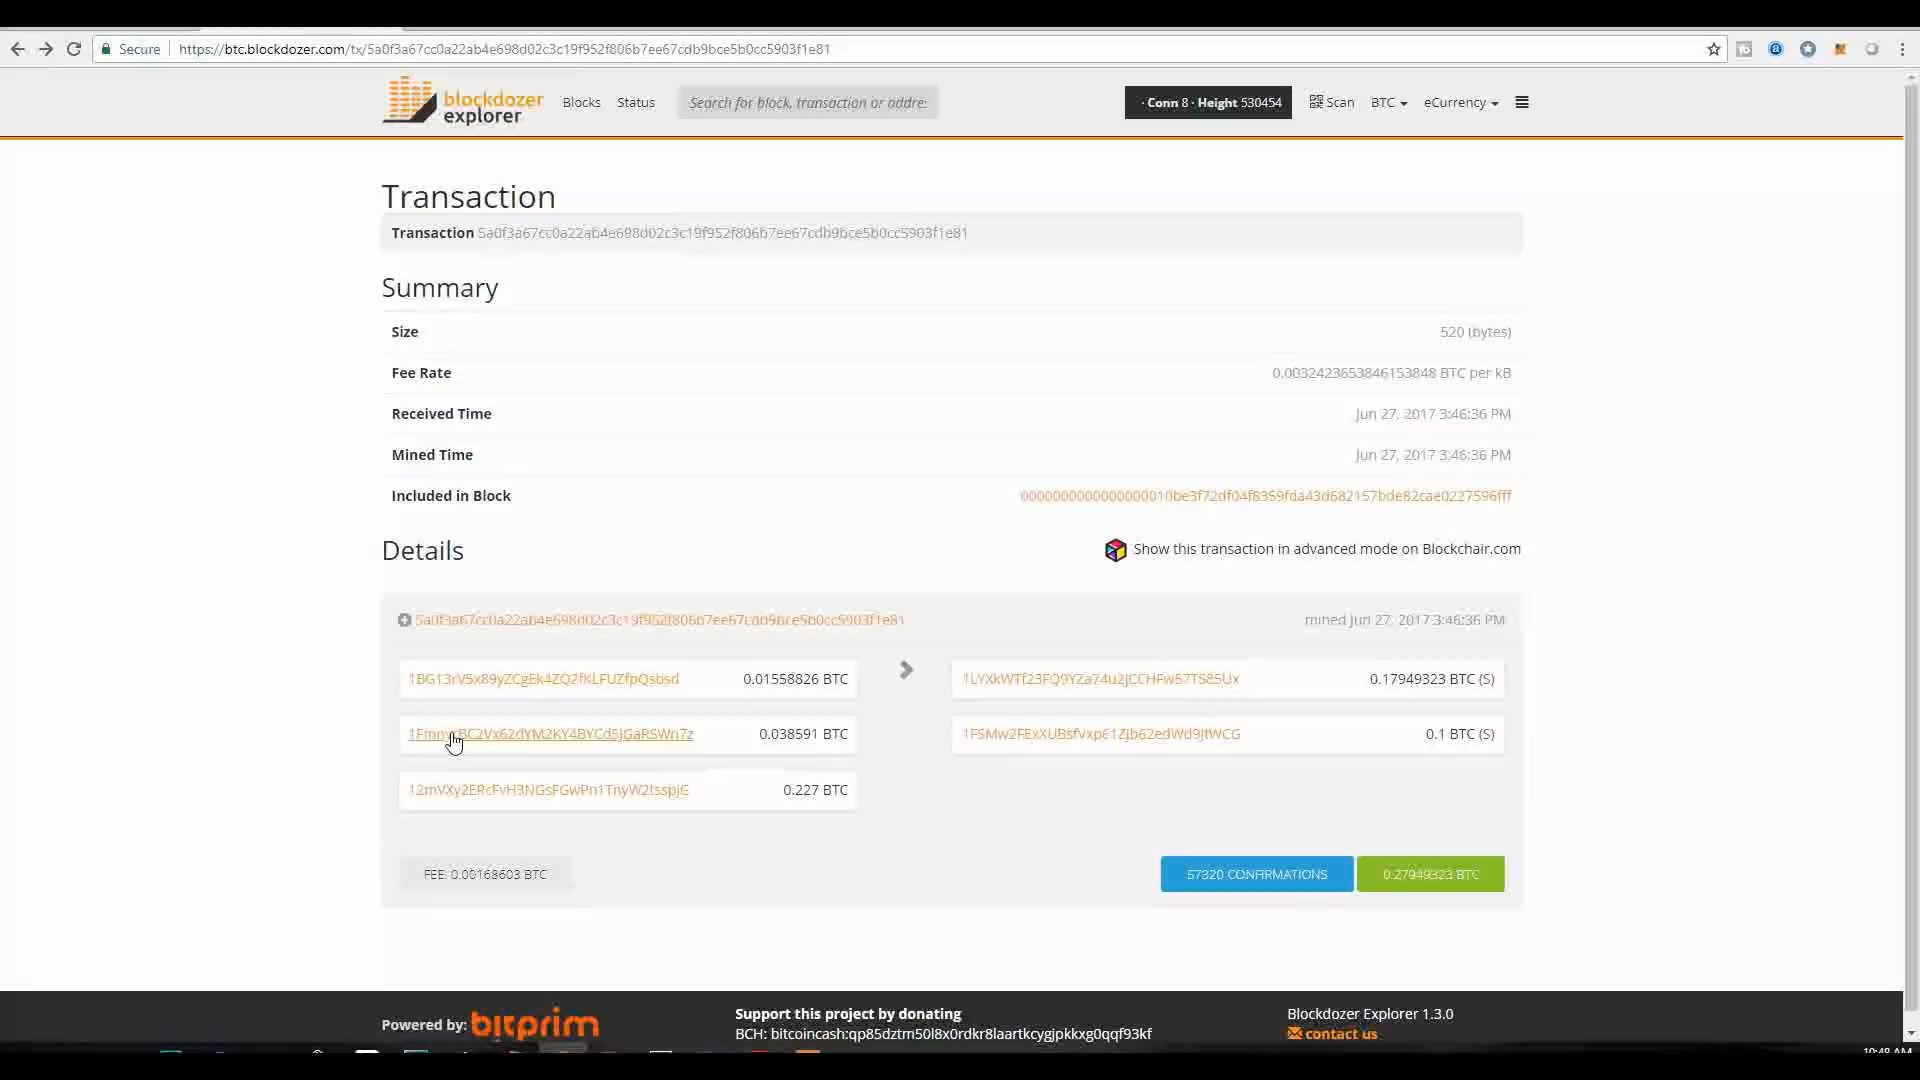 Secure https://btc.blockdozer.com/tx/5a0f3a67cc0a22ab4e698d02c3c19f952f806b7ee67cdb9bce5b0cc5903f1e81
blockdozer explorer Blocks Status Search for block, transaction or addre: · Conn 8 · Height 530454 Scan BTC eCurrency
Transaction
Transaction 5a0f3a67cc0a22ab4e698d02c3c19f952f806b7ee67cdb9bce5b0cc5903f1e81
Summary
Size 520 (bytes)
Fee Rate 0.0032423653846153848 BTC per kB
Received Time Jun 27, 2017 3:46:36 PM
Mined Time Jun 27, 2017 3:46:36 PM
Included in Block 0000000000000000010be3f72df04f8359fda43d682157bde82cae0227596fff
Details Show this transaction in advanced mode on Blockchair.com
5a0f3a67cc0a22ab4e698d02c3c19f952f806b7ee67cdb9bce5b0cc5903f1e81 mined Jun 27, 2017 3:46:36 PM
1BG13rV5x89yZCgEk4ZQ2fKLFUZfpQsbsd 0.01558826 BTC 1LYXkWTf23FQ9YZa74u2jCCHFw57TS85Ux 0.17949323 BTC (S)
0.038591 BTC 1FSMw2FExXUBsfVxp61ZJb62edWd9JtWCG 0.1 BTC (S)
12mVXy2ERcFvH3NGsFGwPn1TnyW2tsspjG 0.227 BTC
FEE: 0.00168603 BTC 57320 CONFIRMATIONS 0.27949323 BTC
Powered by: bitprim
Support this project by donating
BCH: bitcoincash:qp85dztm50l8x0rdkr8laartkcygjpkkxg0qqf93kf
Blockdozer Explorer 1.3.0
contact us
10:48 AM